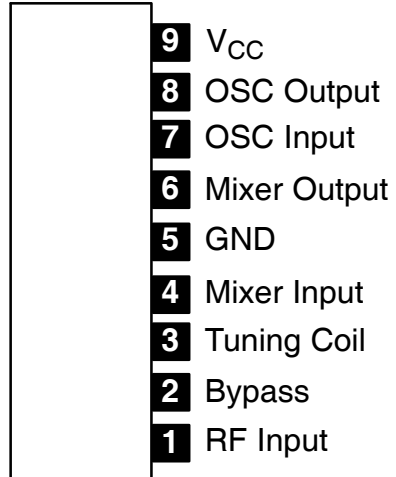 9 VCC
8 OSC Output
7 OSC Input
6 Mixer Output
5 GND
4 Mixer Input
3 Tuning Coil
2 Bypass
1 RF Input